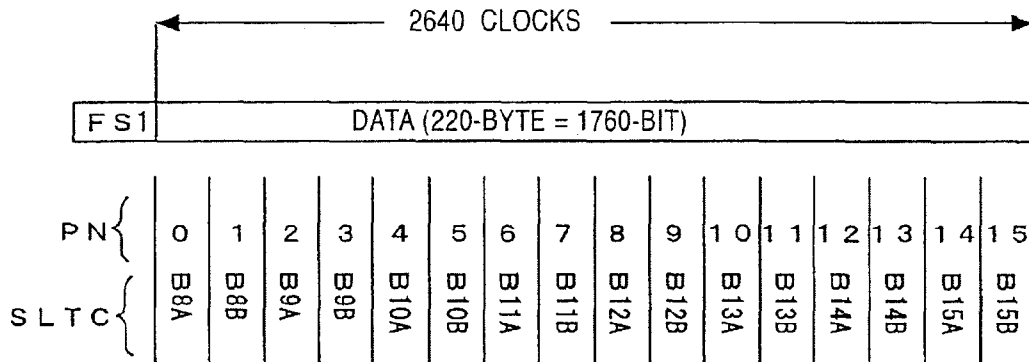 2640 CLOCKS
FS1 DATA (220-BYTE = 1760-BIT)
PN{ 0 1 2 3 4 5 6 7 8 9 10 11 12 13 14 15
SLTC{ B8A B8B B9A B9B B10A B10B B11A B11B B12A B12B B13A B13B B14A B14B B15A B15B